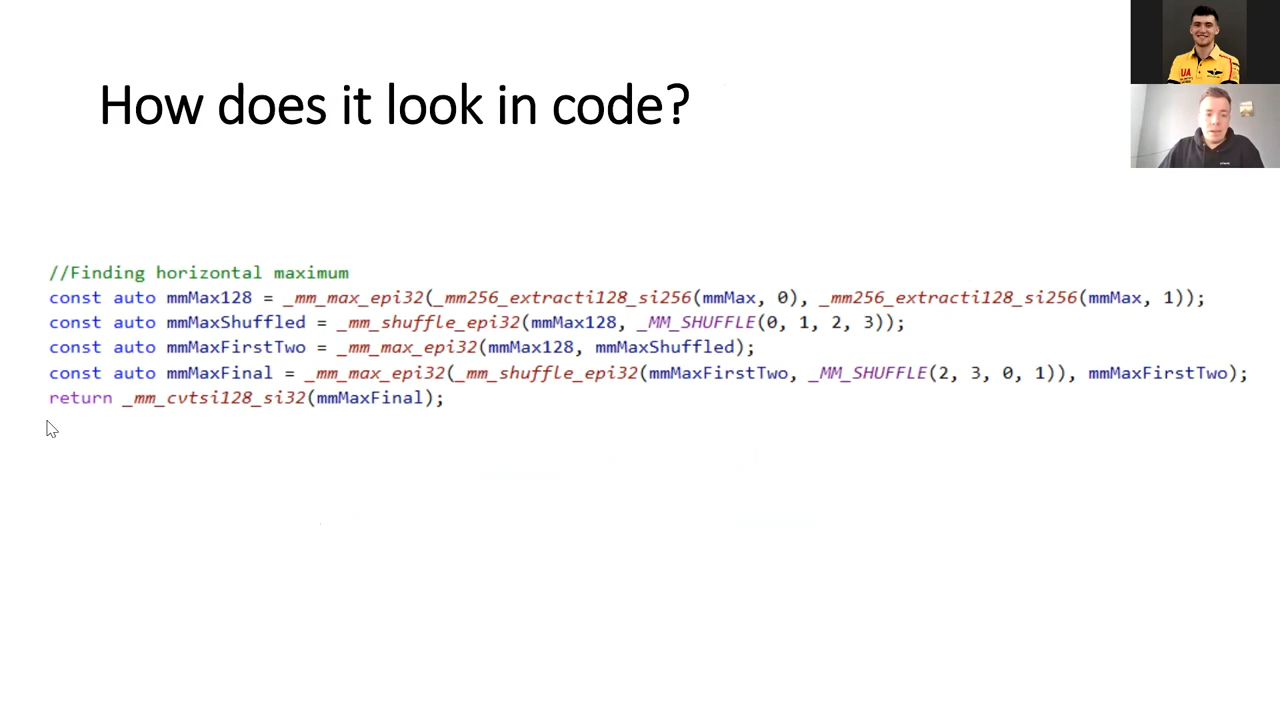 How does it look in code?
//Finding horizontal maximum
const auto mmMax128 = _mm_max_epi32(_mm256_extracti128_si256(mmMax, 0), _mm256_extracti128_si256(mmMax, 1));
const auto mmMaxShuffled = _mm_shuffle_epi32(mmMax128, _MM_SHUFFLE(0, 1, 2, 3));
const auto mmMaxFirstTwo = _mm_max_epi32(mmMax128, mmMaxShuffled);
const auto mmMaxFinal = _mm_max_epi32(_mm_shuffle_epi32(mmMaxFirstTwo, _MM_SHUFFLE(2, 3, 0, 1)), mmMaxFirstTwo);
return _mm_cvtsi128_si32(mmMaxFinal);
UA